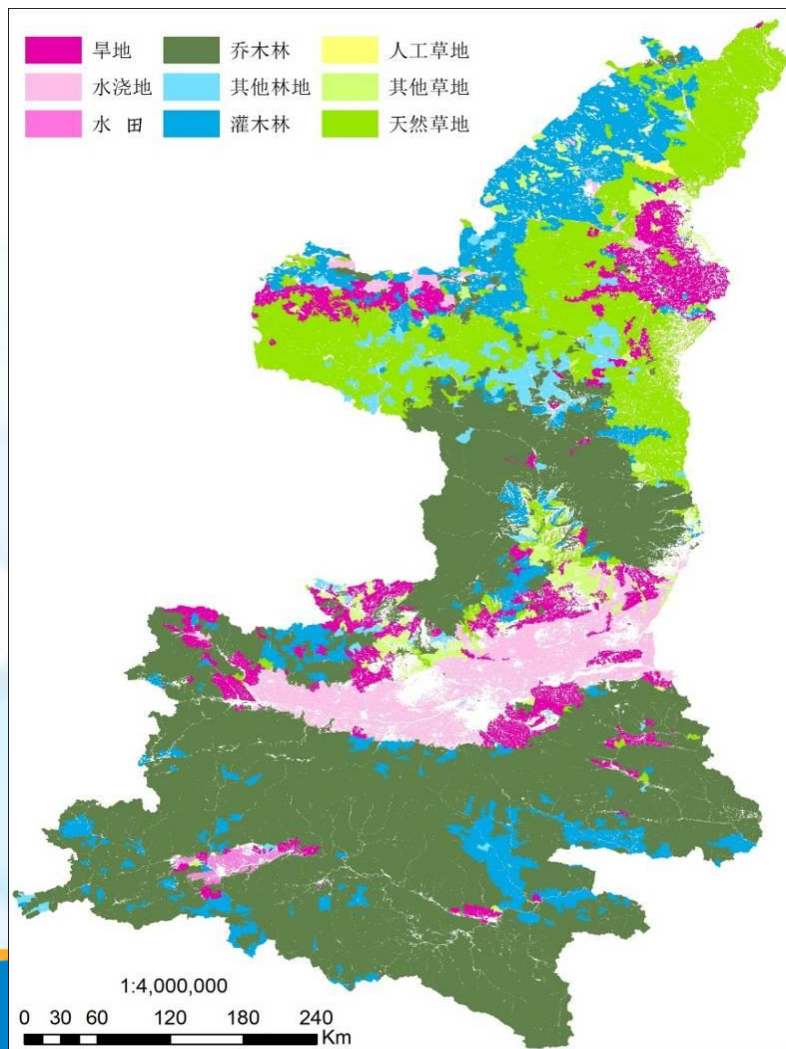 旱地 乔木林 人工草地
水浇地 其他林地 其他草地
水 田 灌木林 天然草地
1:4,000,000
0 30 60 120 180 240
Km